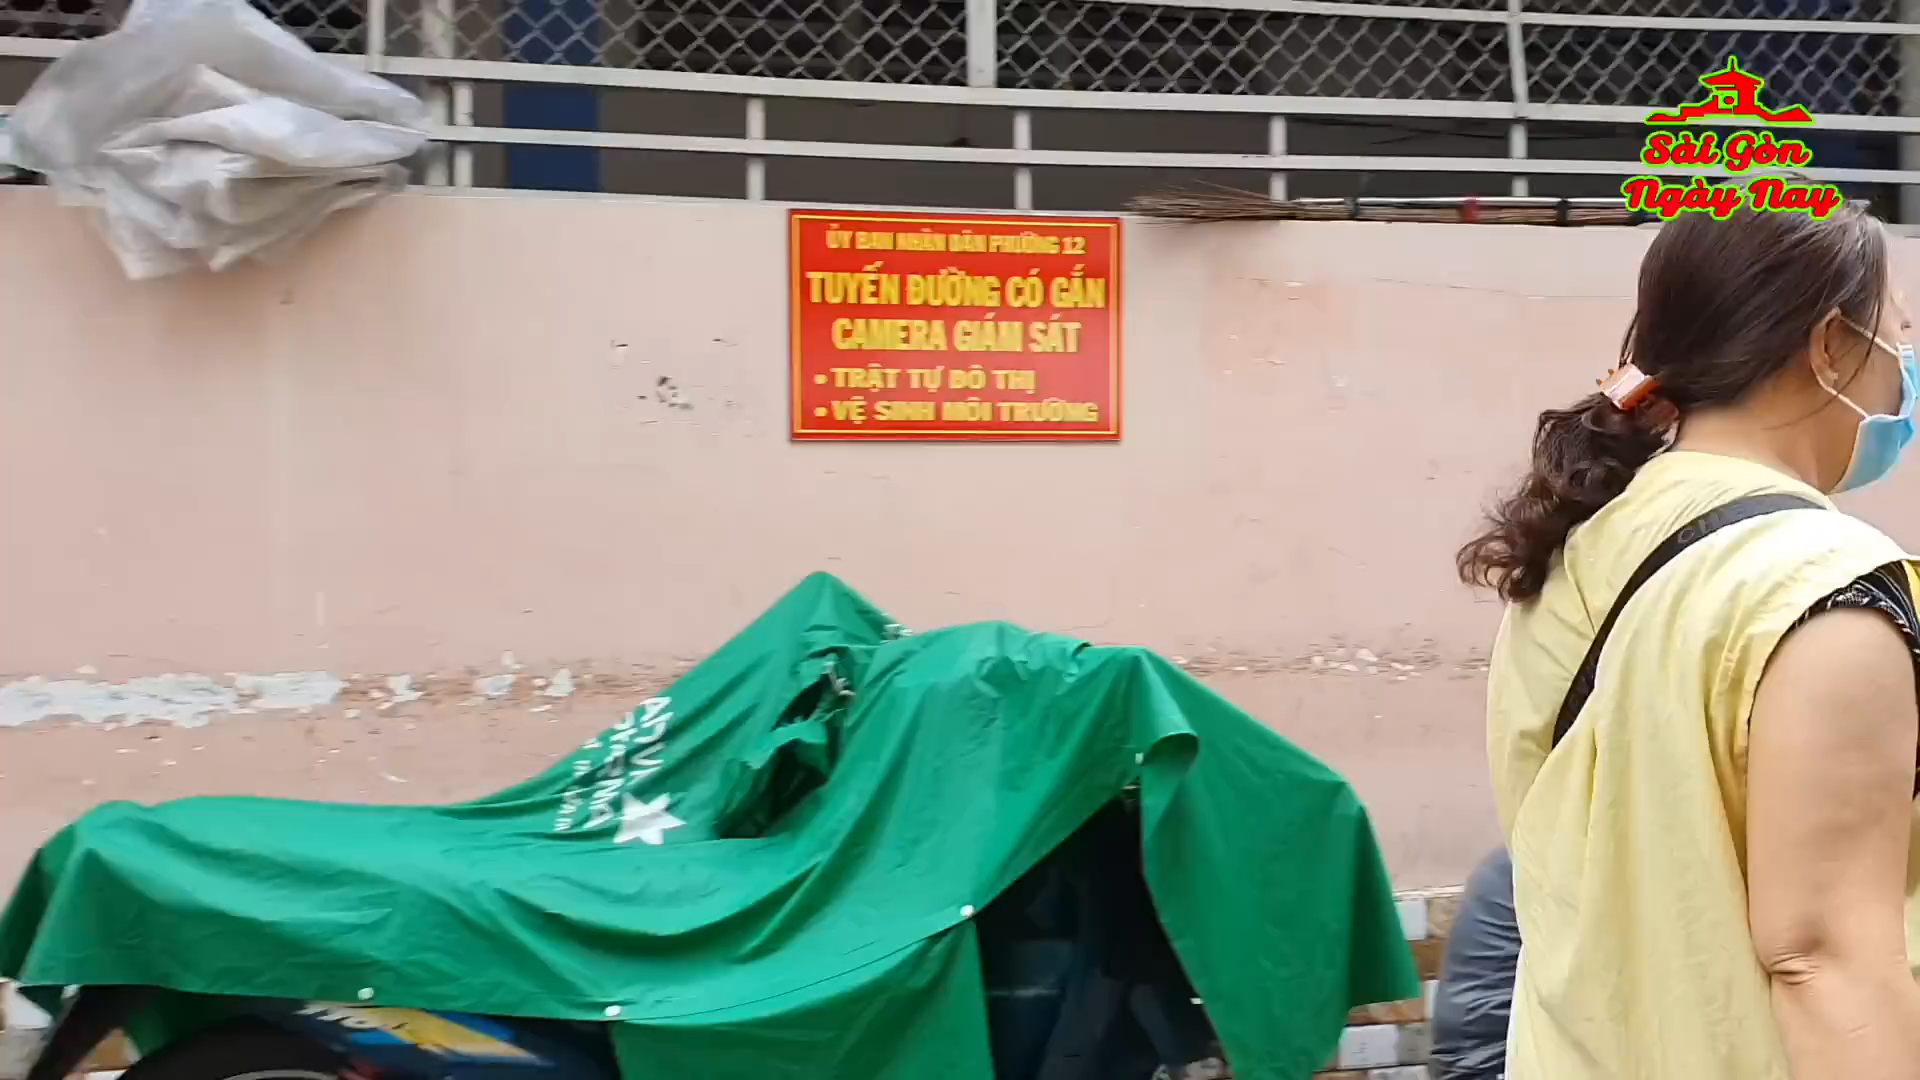 Sài Gòn
Ngày Nay
ỦY BAN NHÂN DÂN PHƯỜNG 12
TUYẾN ĐƯỜNG CÓ GẮN
CAMERA GIÁM SÁT
• TRẬT TỰ ĐÔ THỊ
• VỆ SINH MÔI TRƯỜNG